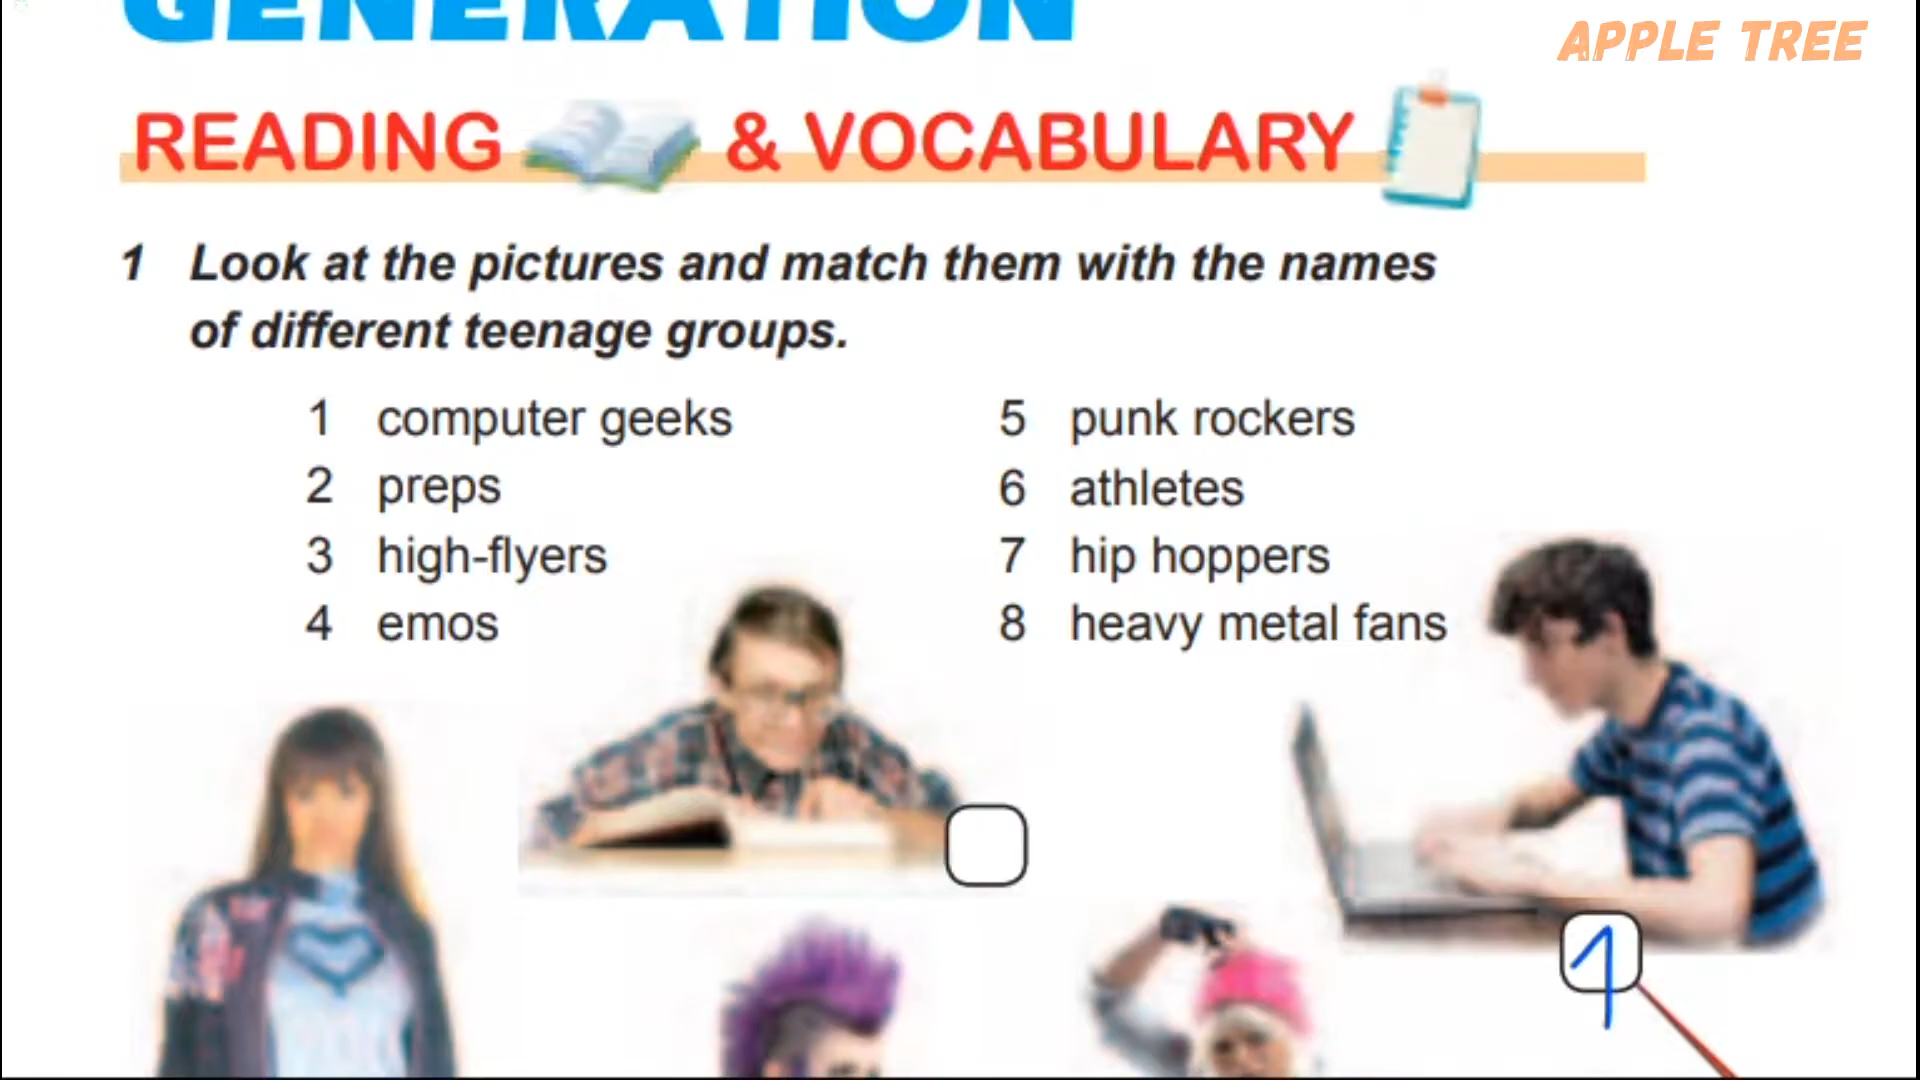 GENERATION
APPLE TREE
READING & VOCABULARY
1 Look at the pictures and match them with the names
of different teenage groups.
1 computer geeks
2 preps
3 high-flyers
4 emos
5 punk rockers
6 athletes
7 hip hoppers
8 heavy metal fans
1